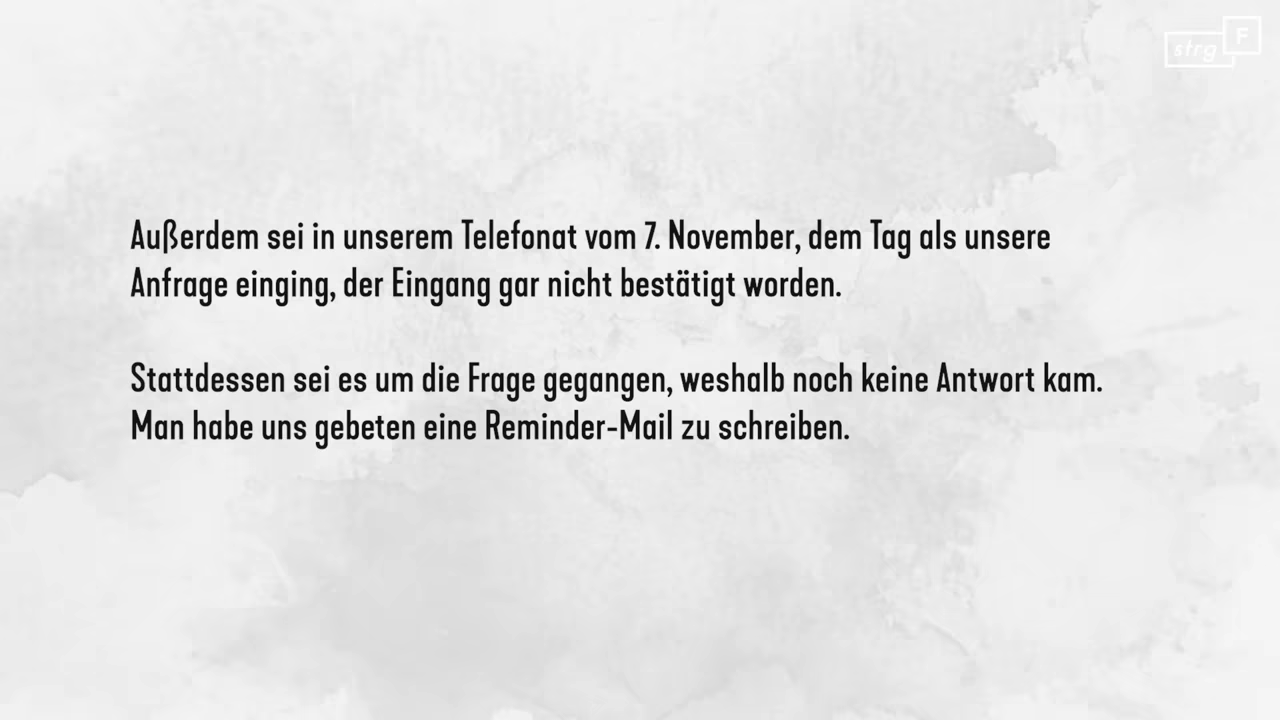 strg F
Außerdem sei in unserem Telefonat vom 7. November, dem Tag als unsere
Anfrage einging, der Eingang gar nicht bestätigt worden.
Stattdessen sei es um die Frage gegangen, weshalb noch keine Antwort kam.
Man habe uns gebeten eine Reminder-Mail zu schreiben.